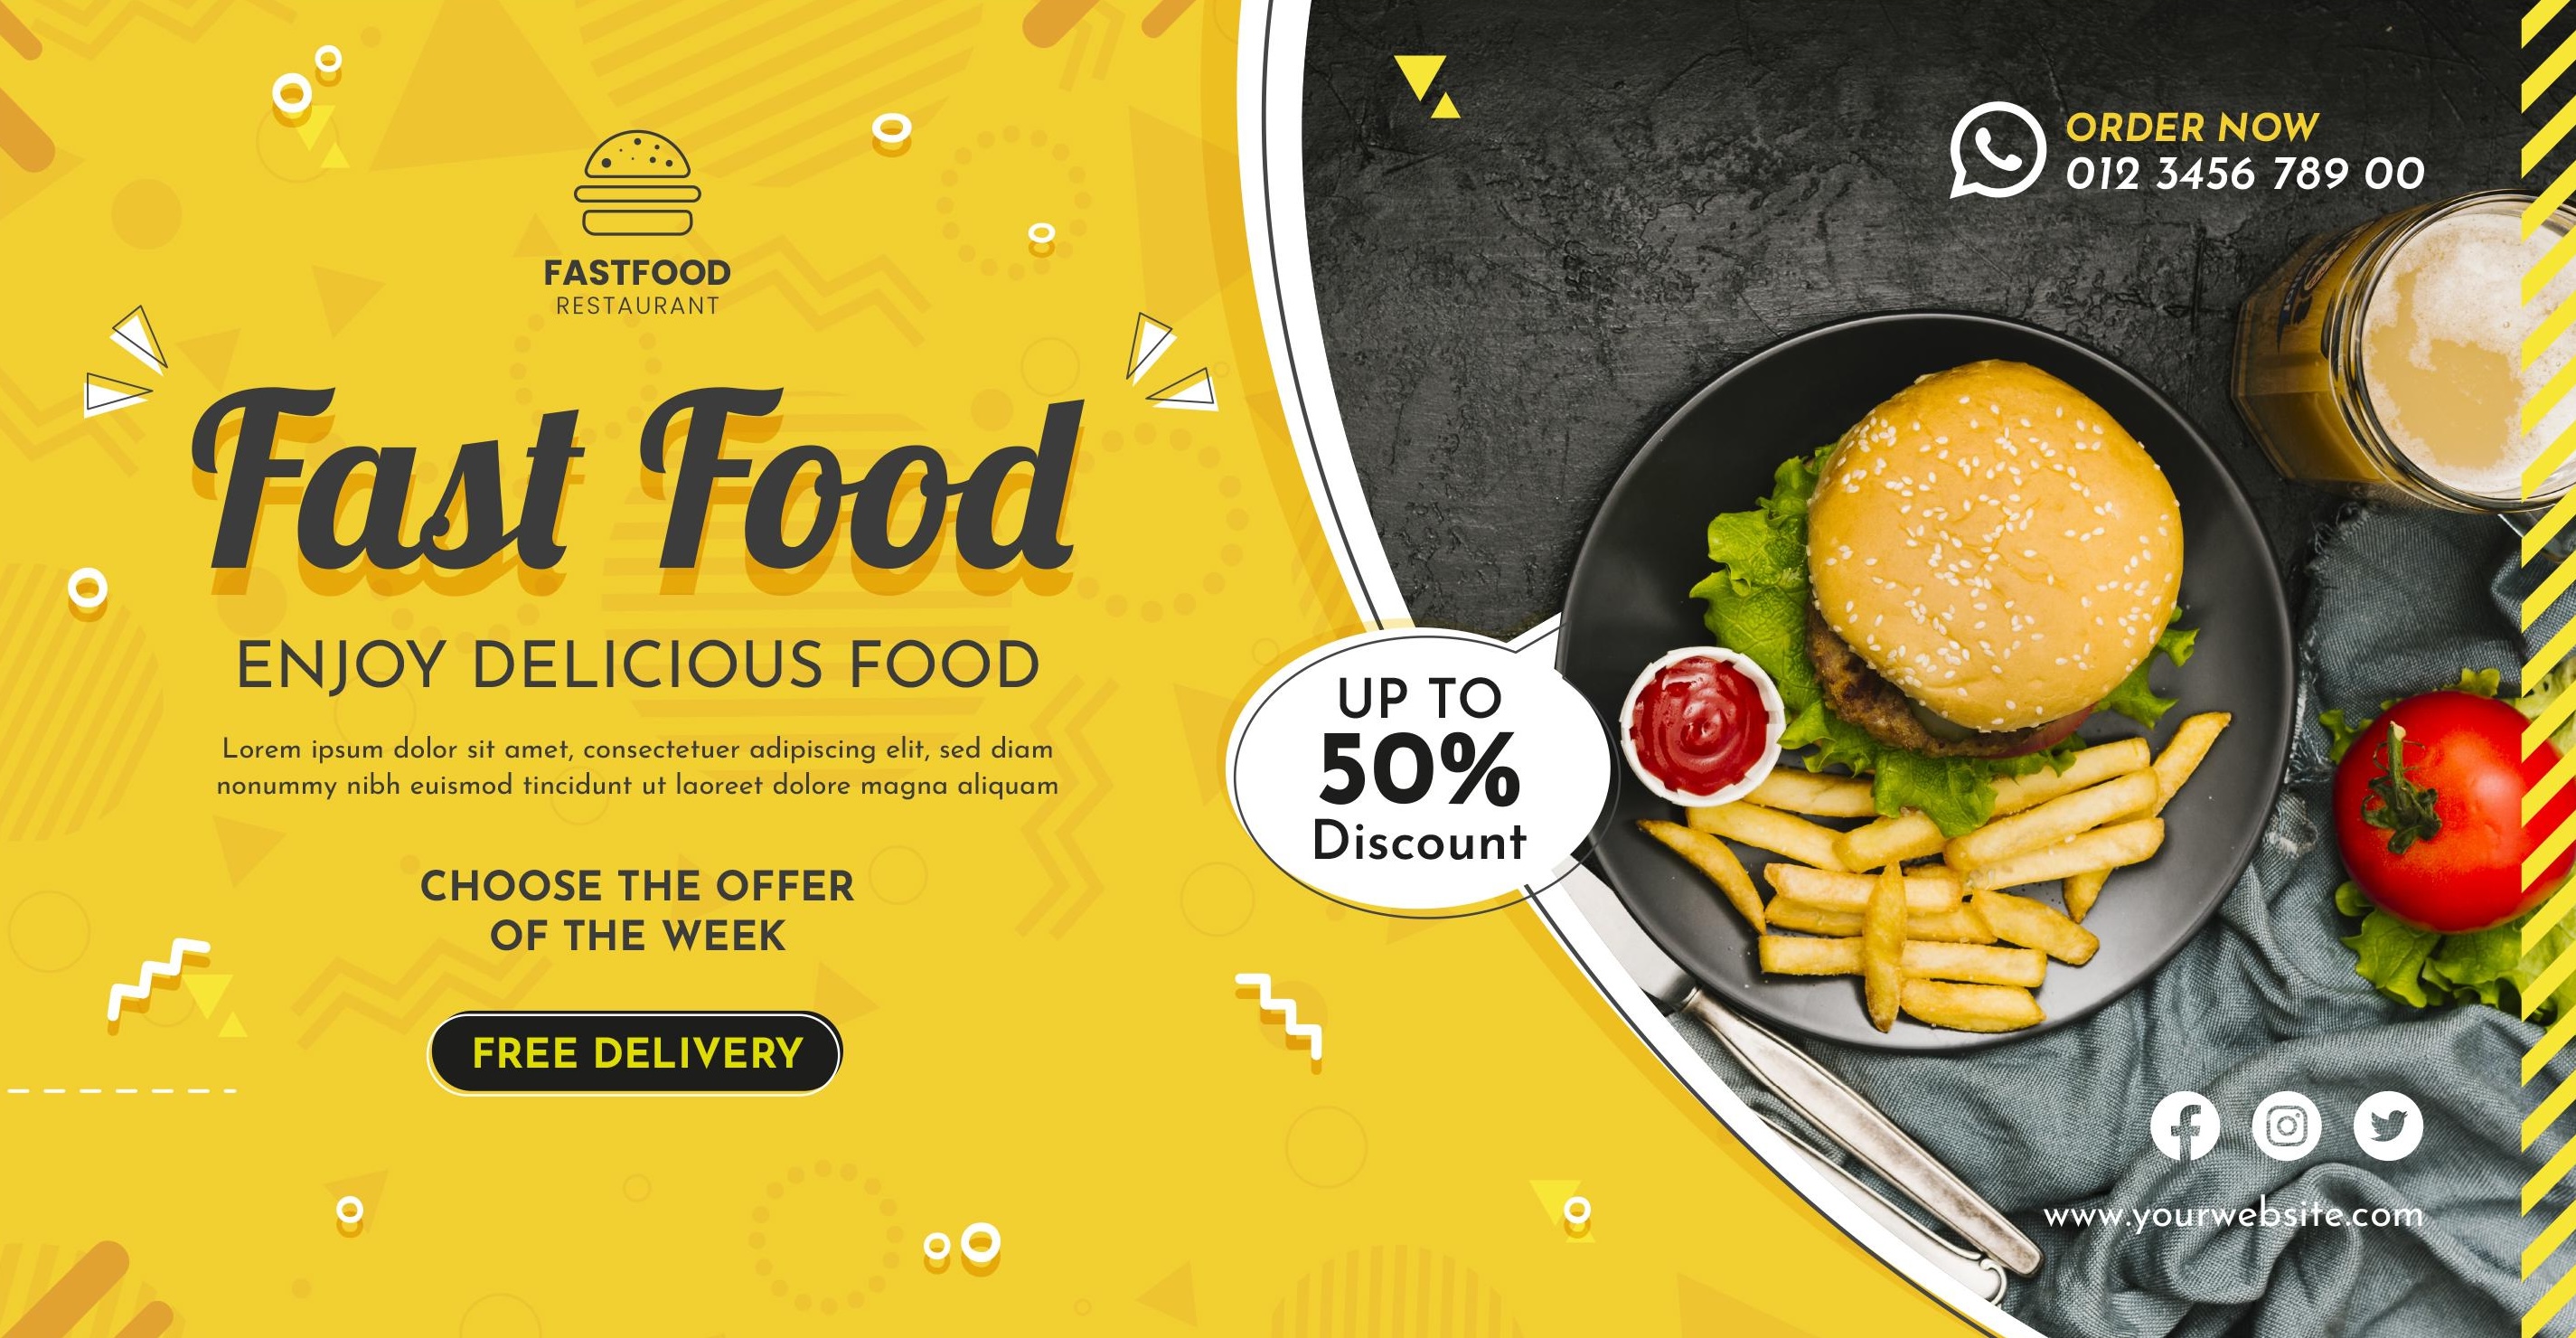 FASTFOOD
RESTAURANT
Fast Food
ENJOY DELICIOUS FOOD
Lorem ipsum dolor sit amet, consectetuer adipiscing elit, sed diam
nonummy nibh euismod tincidunt ut laoreet dolore magna aliquam
CHOOSE THE OFFER
OF THE WEEK
FREE DELIVERY
UP TO
50%
Discount
ORDER NOW
012 3456 789 00
www.yourwebsite.com